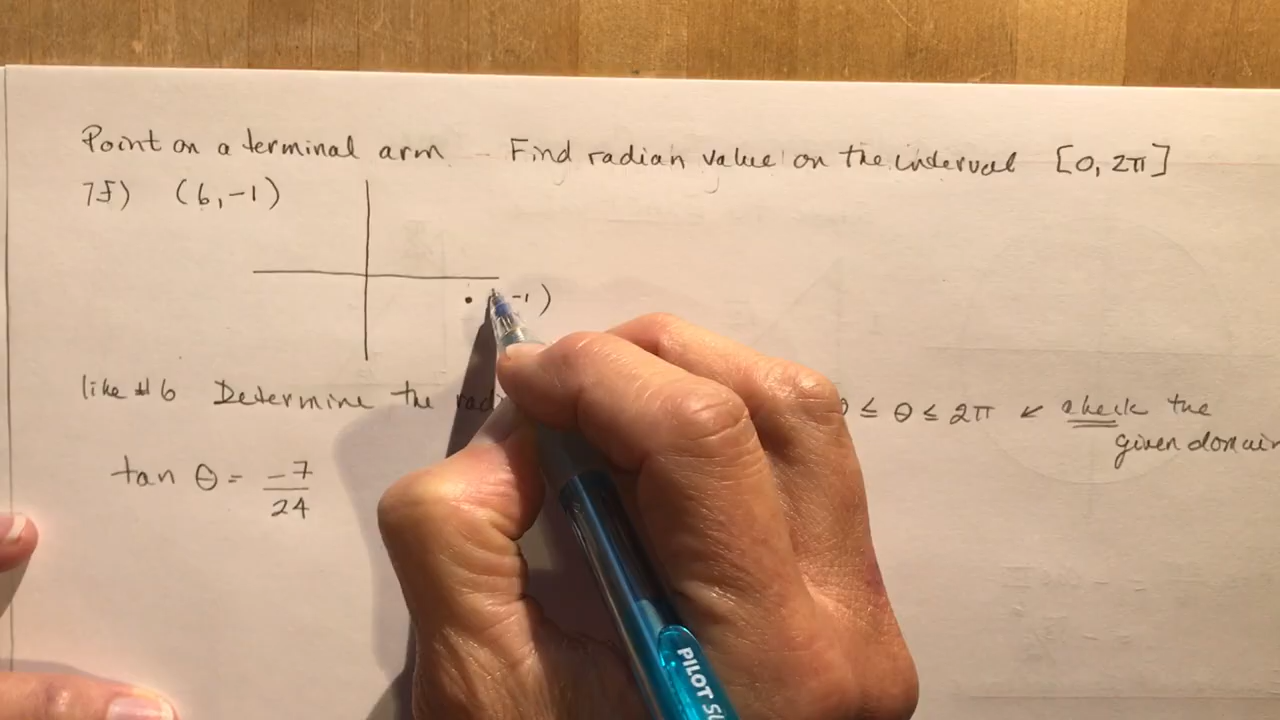 Point on a terminal arm - Find radian value on the interval [0, 2π]
7f) (6,-1)
-1)
like #6 Determine the ≤ θ ≤ 2π ← check the
given domain
tan θ = -7/24
PILOT